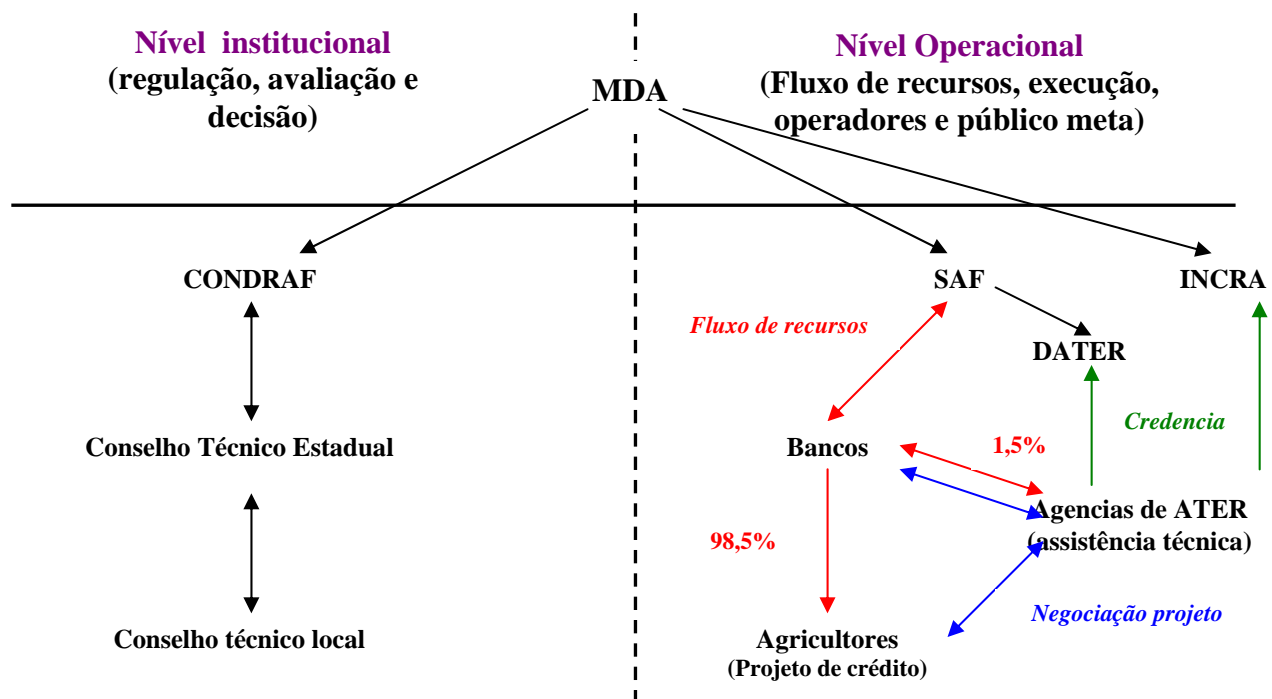 Nível institucional
(regulação, avaliação e
decisão)
MDA
Nível Operacional
(Fluxo de recursos, execução,
operadores e público meta)
CONDRAF
SAF
INCRA
Fluxo de recursos
DATER
Credencia
Conselho Técnico Estadual
Bancos
1,5%
Agencias de ATER
(assistência técnica)
98,5%
Negociação projeto
Conselho técnico local
Agricultores
(Projeto de crédito)